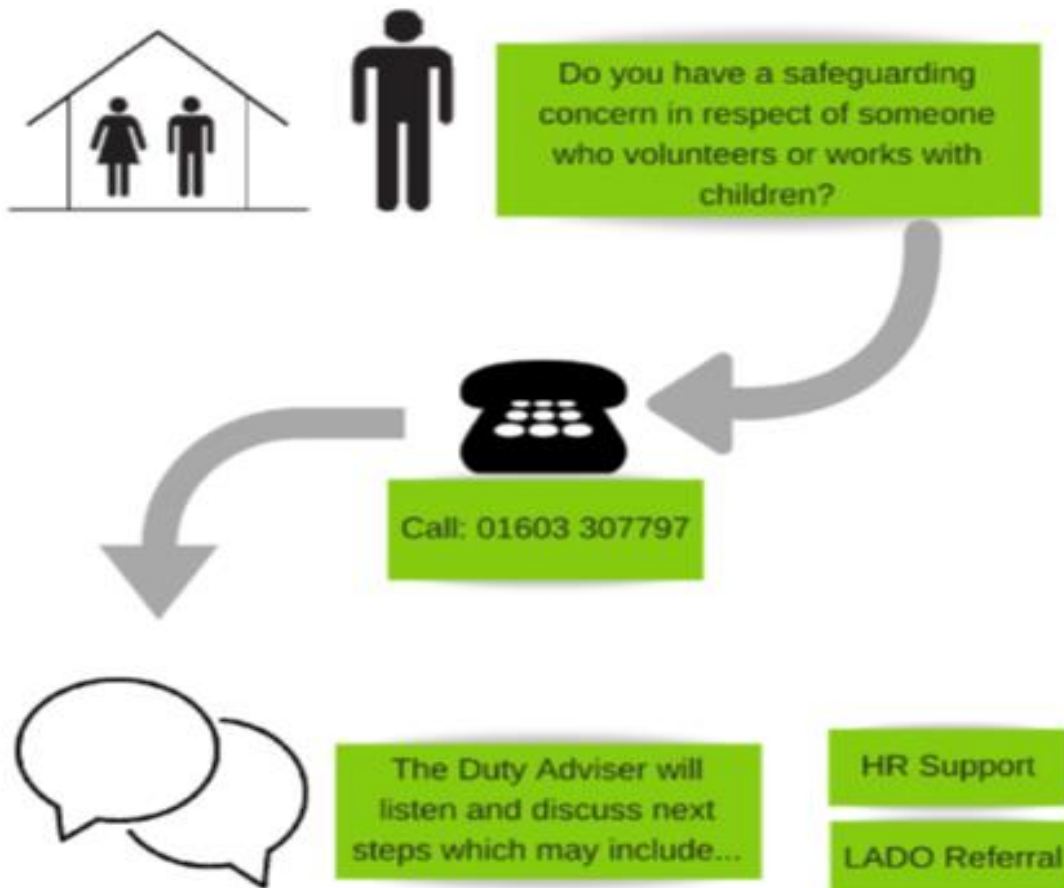 Do you have a safeguarding
concern in respect of someone
who volunteers or works with
children?
Call: 01603 307797
The Duty Adviser will
listen and discuss next
steps which may include...
HR Support
LADO Referral